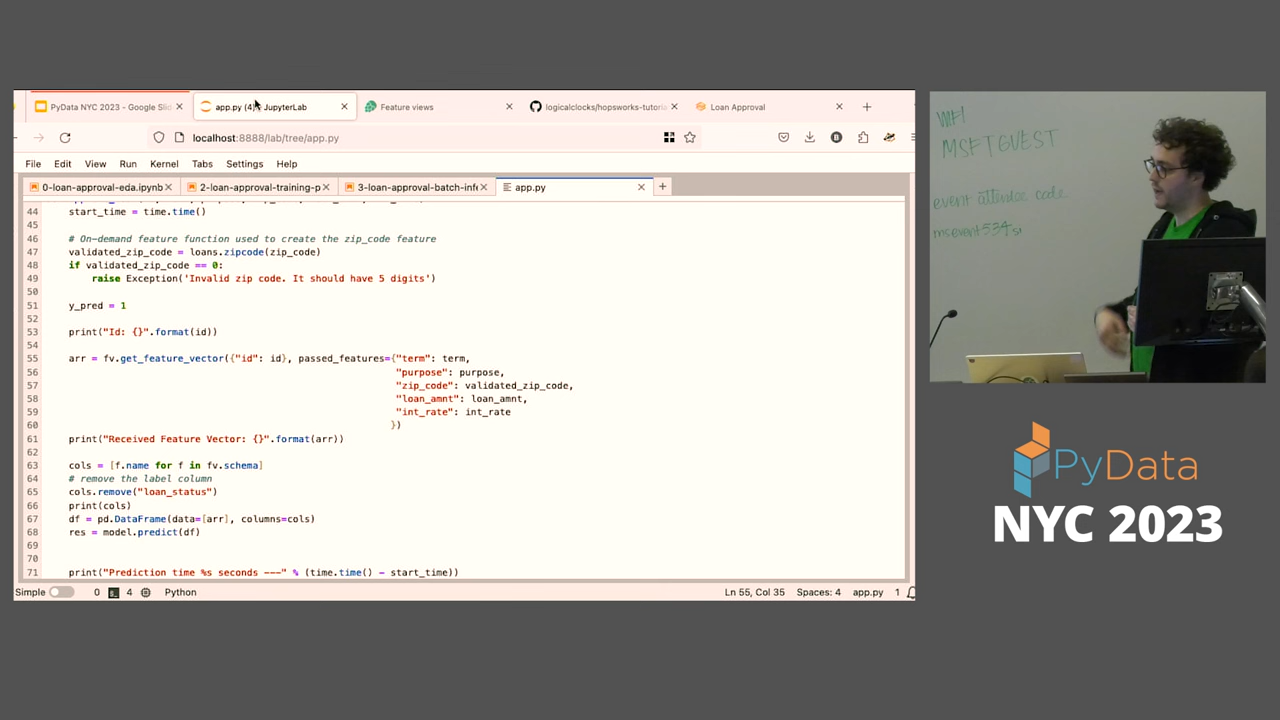 PyData NYC 2023 - Google Slid
app.py (4) - JupyterLab
Feature views
logicalclocks/hopsworks-tutoria
Loan Approval
localhost:8888/lab/tree/app.py
File Edit View Run Kernel Tabs Settings Help
0-loan-approval-eda.ipynb
2-loan-approval-training-p
3-loan-approval-batch-infe
app.py
44 start_time = time.time()
45
46 # On-demand feature function used to create the zip_code feature
47 validated_zip_code = loans.zipcode(zip_code)
48 if validated_zip_code == 0:
49 raise Exception('Invalid zip code. It should have 5 digits')
50
51 y_pred = 1
52
53 print("Id: {}".format(id))
54
55 arr = fv.get_feature_vector({"id": id}, passed_features={"term": term,
56 "purpose": purpose,
57 "zip_code": validated_zip_code,
58 "loan_amnt": loan_amnt,
59 "int_rate": int_rate
60 })
61 print("Received Feature Vector: {}".format(arr))
62
63 cols = [f.name for f in fv.schema]
64 # remove the label column
65 cols.remove("loan_status")
66 print(cols)
67 df = pd.DataFrame(data=[arr], columns=cols)
68 res = model.predict(df)
69
70
71 print("Prediction time %s seconds ---" % (time.time() - start_time))
Simple 0 4 Python Ln 55, Col 35 Spaces: 4 app.py 1
MSFTGUEST
event attendee code
PyData
NYC 2023